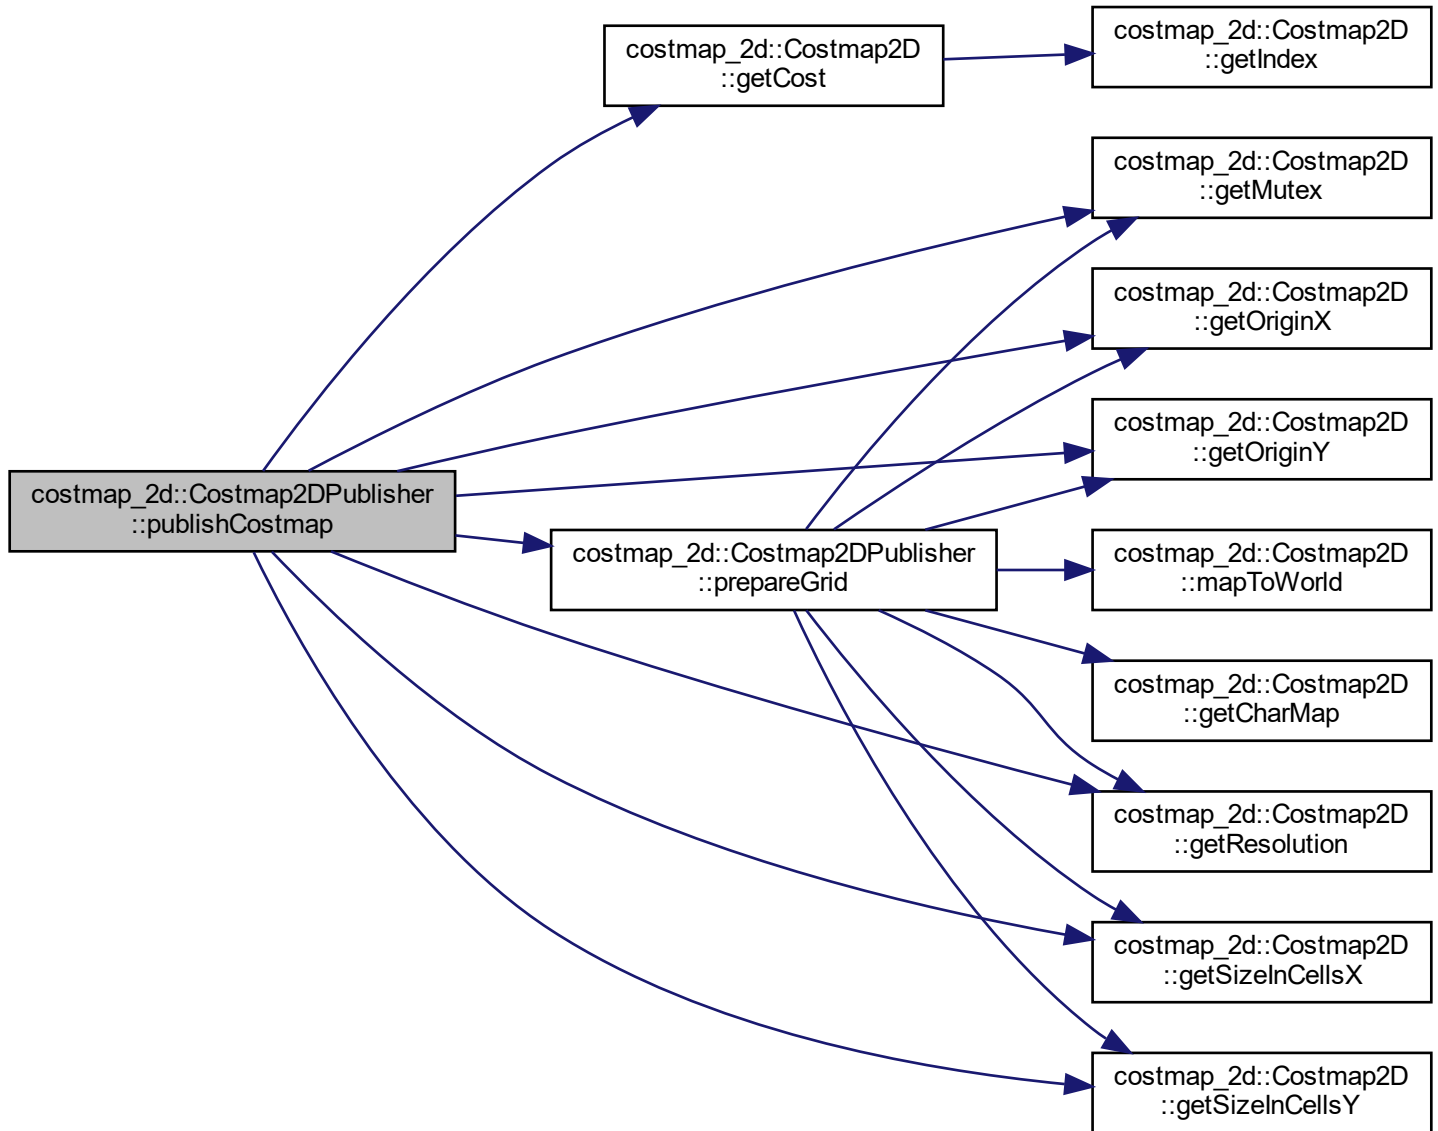 costmap_2d::Costmap2D
::getCost
costmap_2d::Costmap2D
::getIndex
costmap_2d::Costmap2D
::getMutex
costmap_2d::Costmap2D
::getOriginX
costmap_2d::Costmap2D
::getOriginY
costmap_2d::Costmap2DPublisher
::publishCostmap
costmap_2d::Costmap2DPublisher
::prepareGrid
costmap_2d::Costmap2D
::mapToWorld
costmap_2d::Costmap2D
::getCharMap
costmap_2d::Costmap2D
::getResolution
costmap_2d::Costmap2D
::getSizeInCellsX
costmap_2d::Costmap2D
::getSizeInCellsY